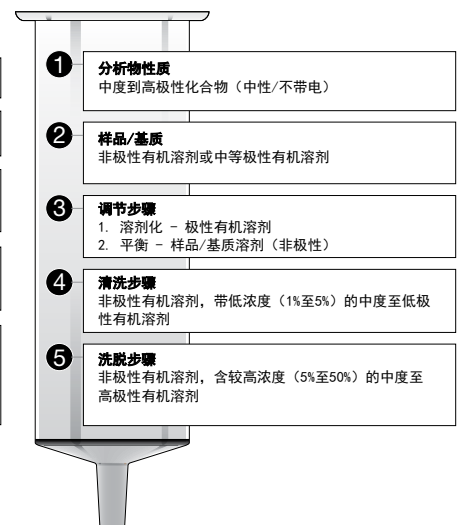 1
分析物性质
中度到高极性化合物（中性/不带电）
2
样品/基质
非极性有机溶剂或中等极性有机溶剂
3
调节步骤
1. 溶剂化 - 极性有机溶剂
2. 平衡 - 样品/基质溶剂（非极性）
4
清洗步骤
非极性有机溶剂，带低浓度（1%至5%）的中度至低极
性有机溶剂
5
洗脱步骤
非极性有机溶剂，含较高浓度（5%至50%）的中度至
高极性有机溶剂